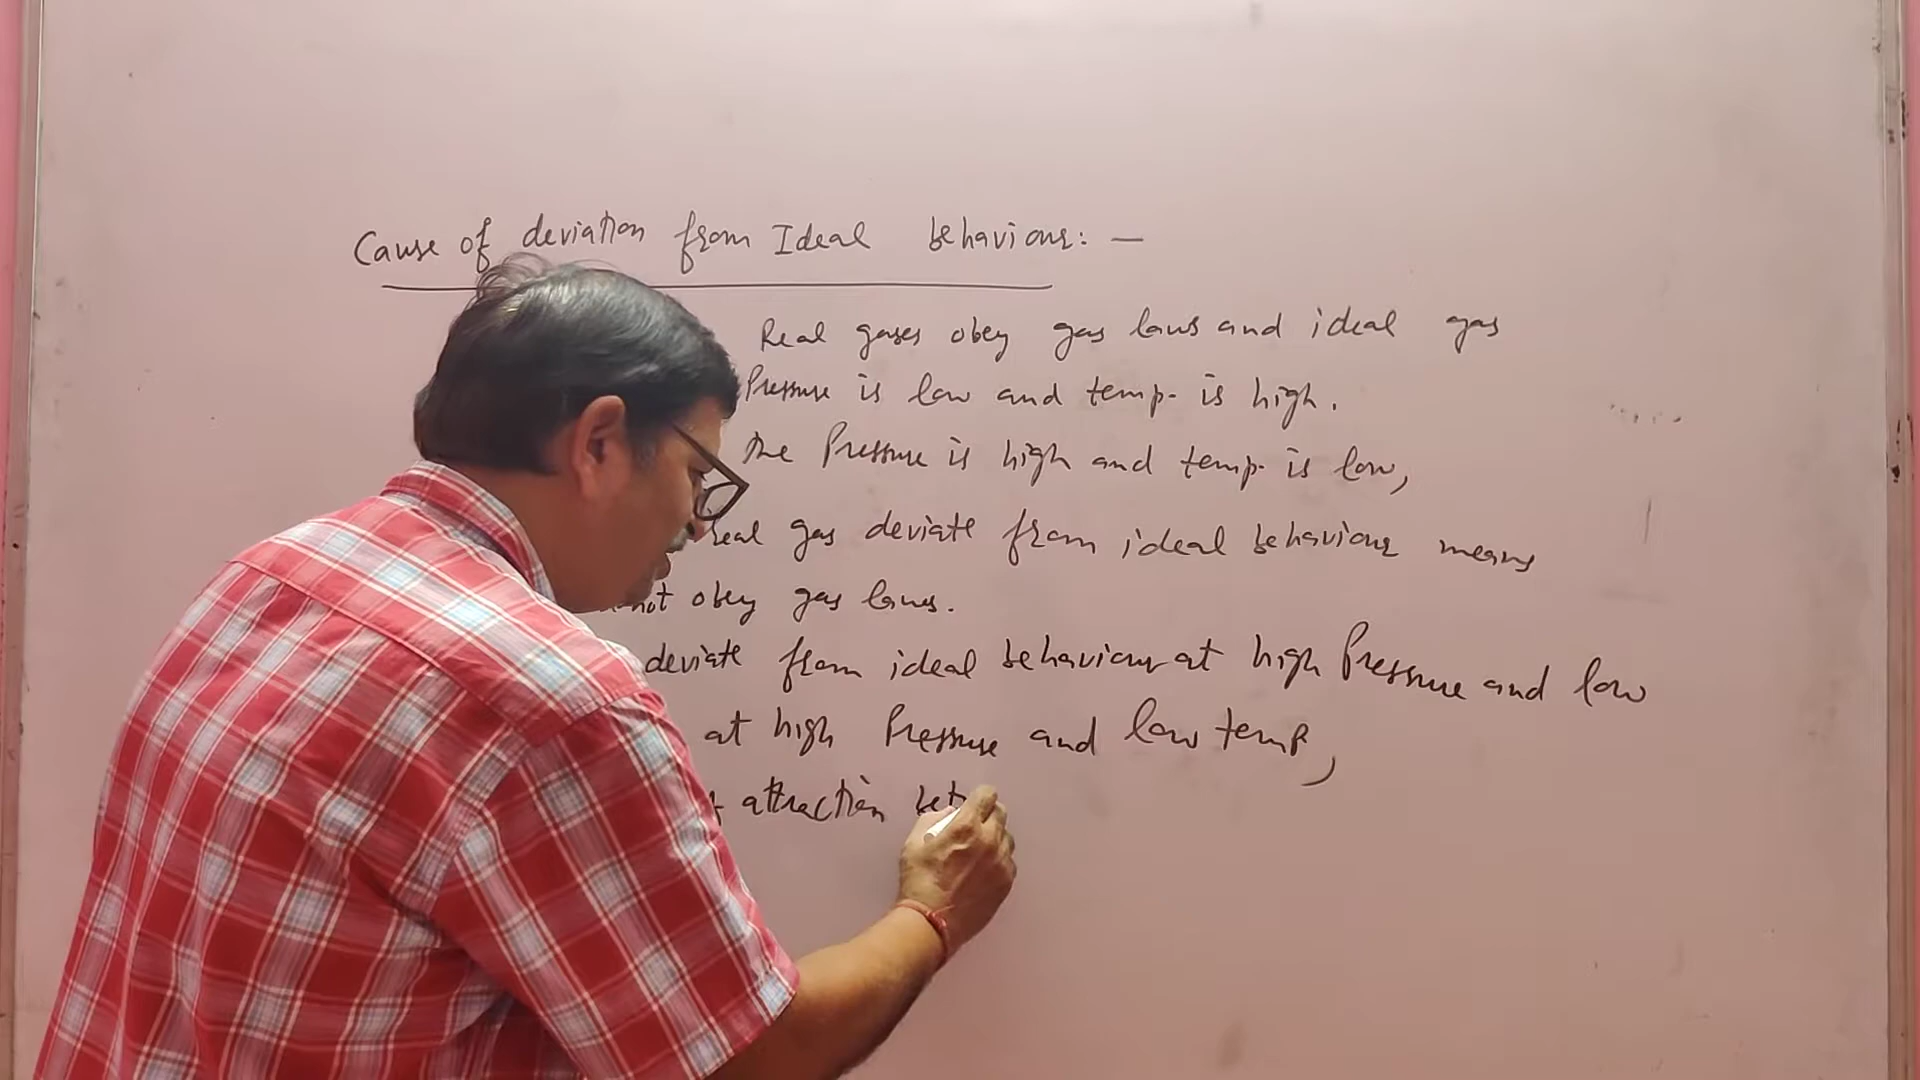 Cause of deviation from Ideal behaviour: —
Real gases obey gas laws and ideal gas
Pressure is low and temp. is high.
the Pressure is high and temp. is low,
real gas deviate from ideal behaviour means
not obey gas laws.
deviate from ideal behaviour at high Pressure and low
at high Pressure and low temp,
attraction bet